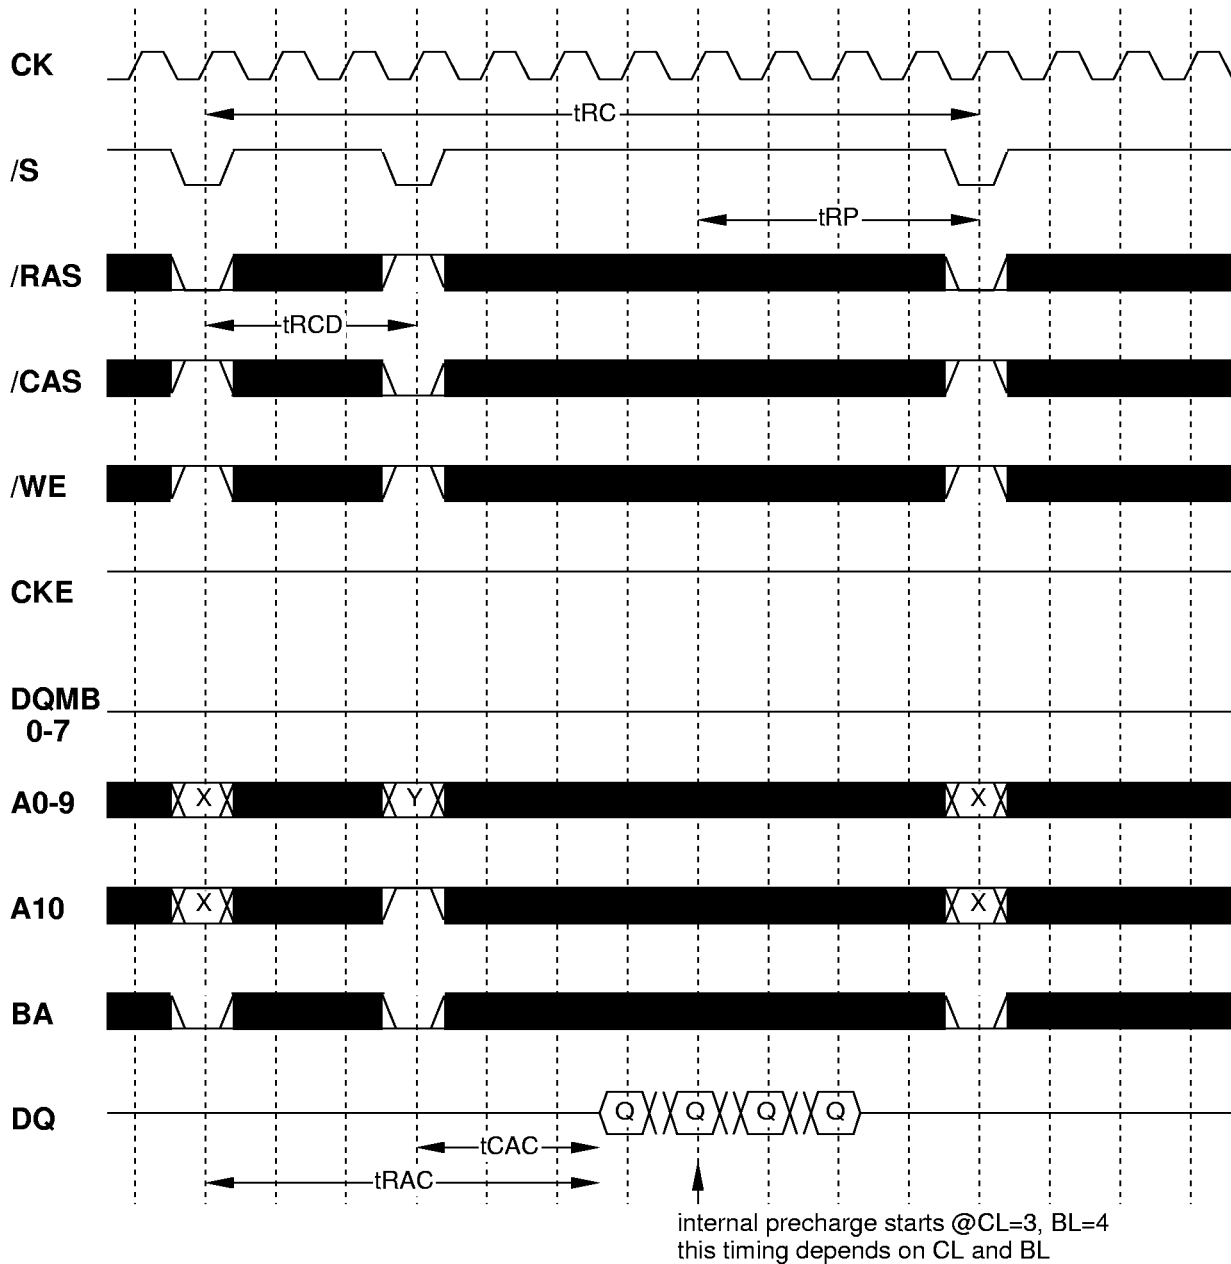 CK
tRC
/S
tRP
/RAS
tRCD
/CAS
/WE
CKE
DQMB
0-7
A0-9 X Y X
A10 X X
BA
DQ Q Q Q Q
tCAC
tRAC
internal precharge starts @CL=3, BL=4
this timing depends on CL and BL